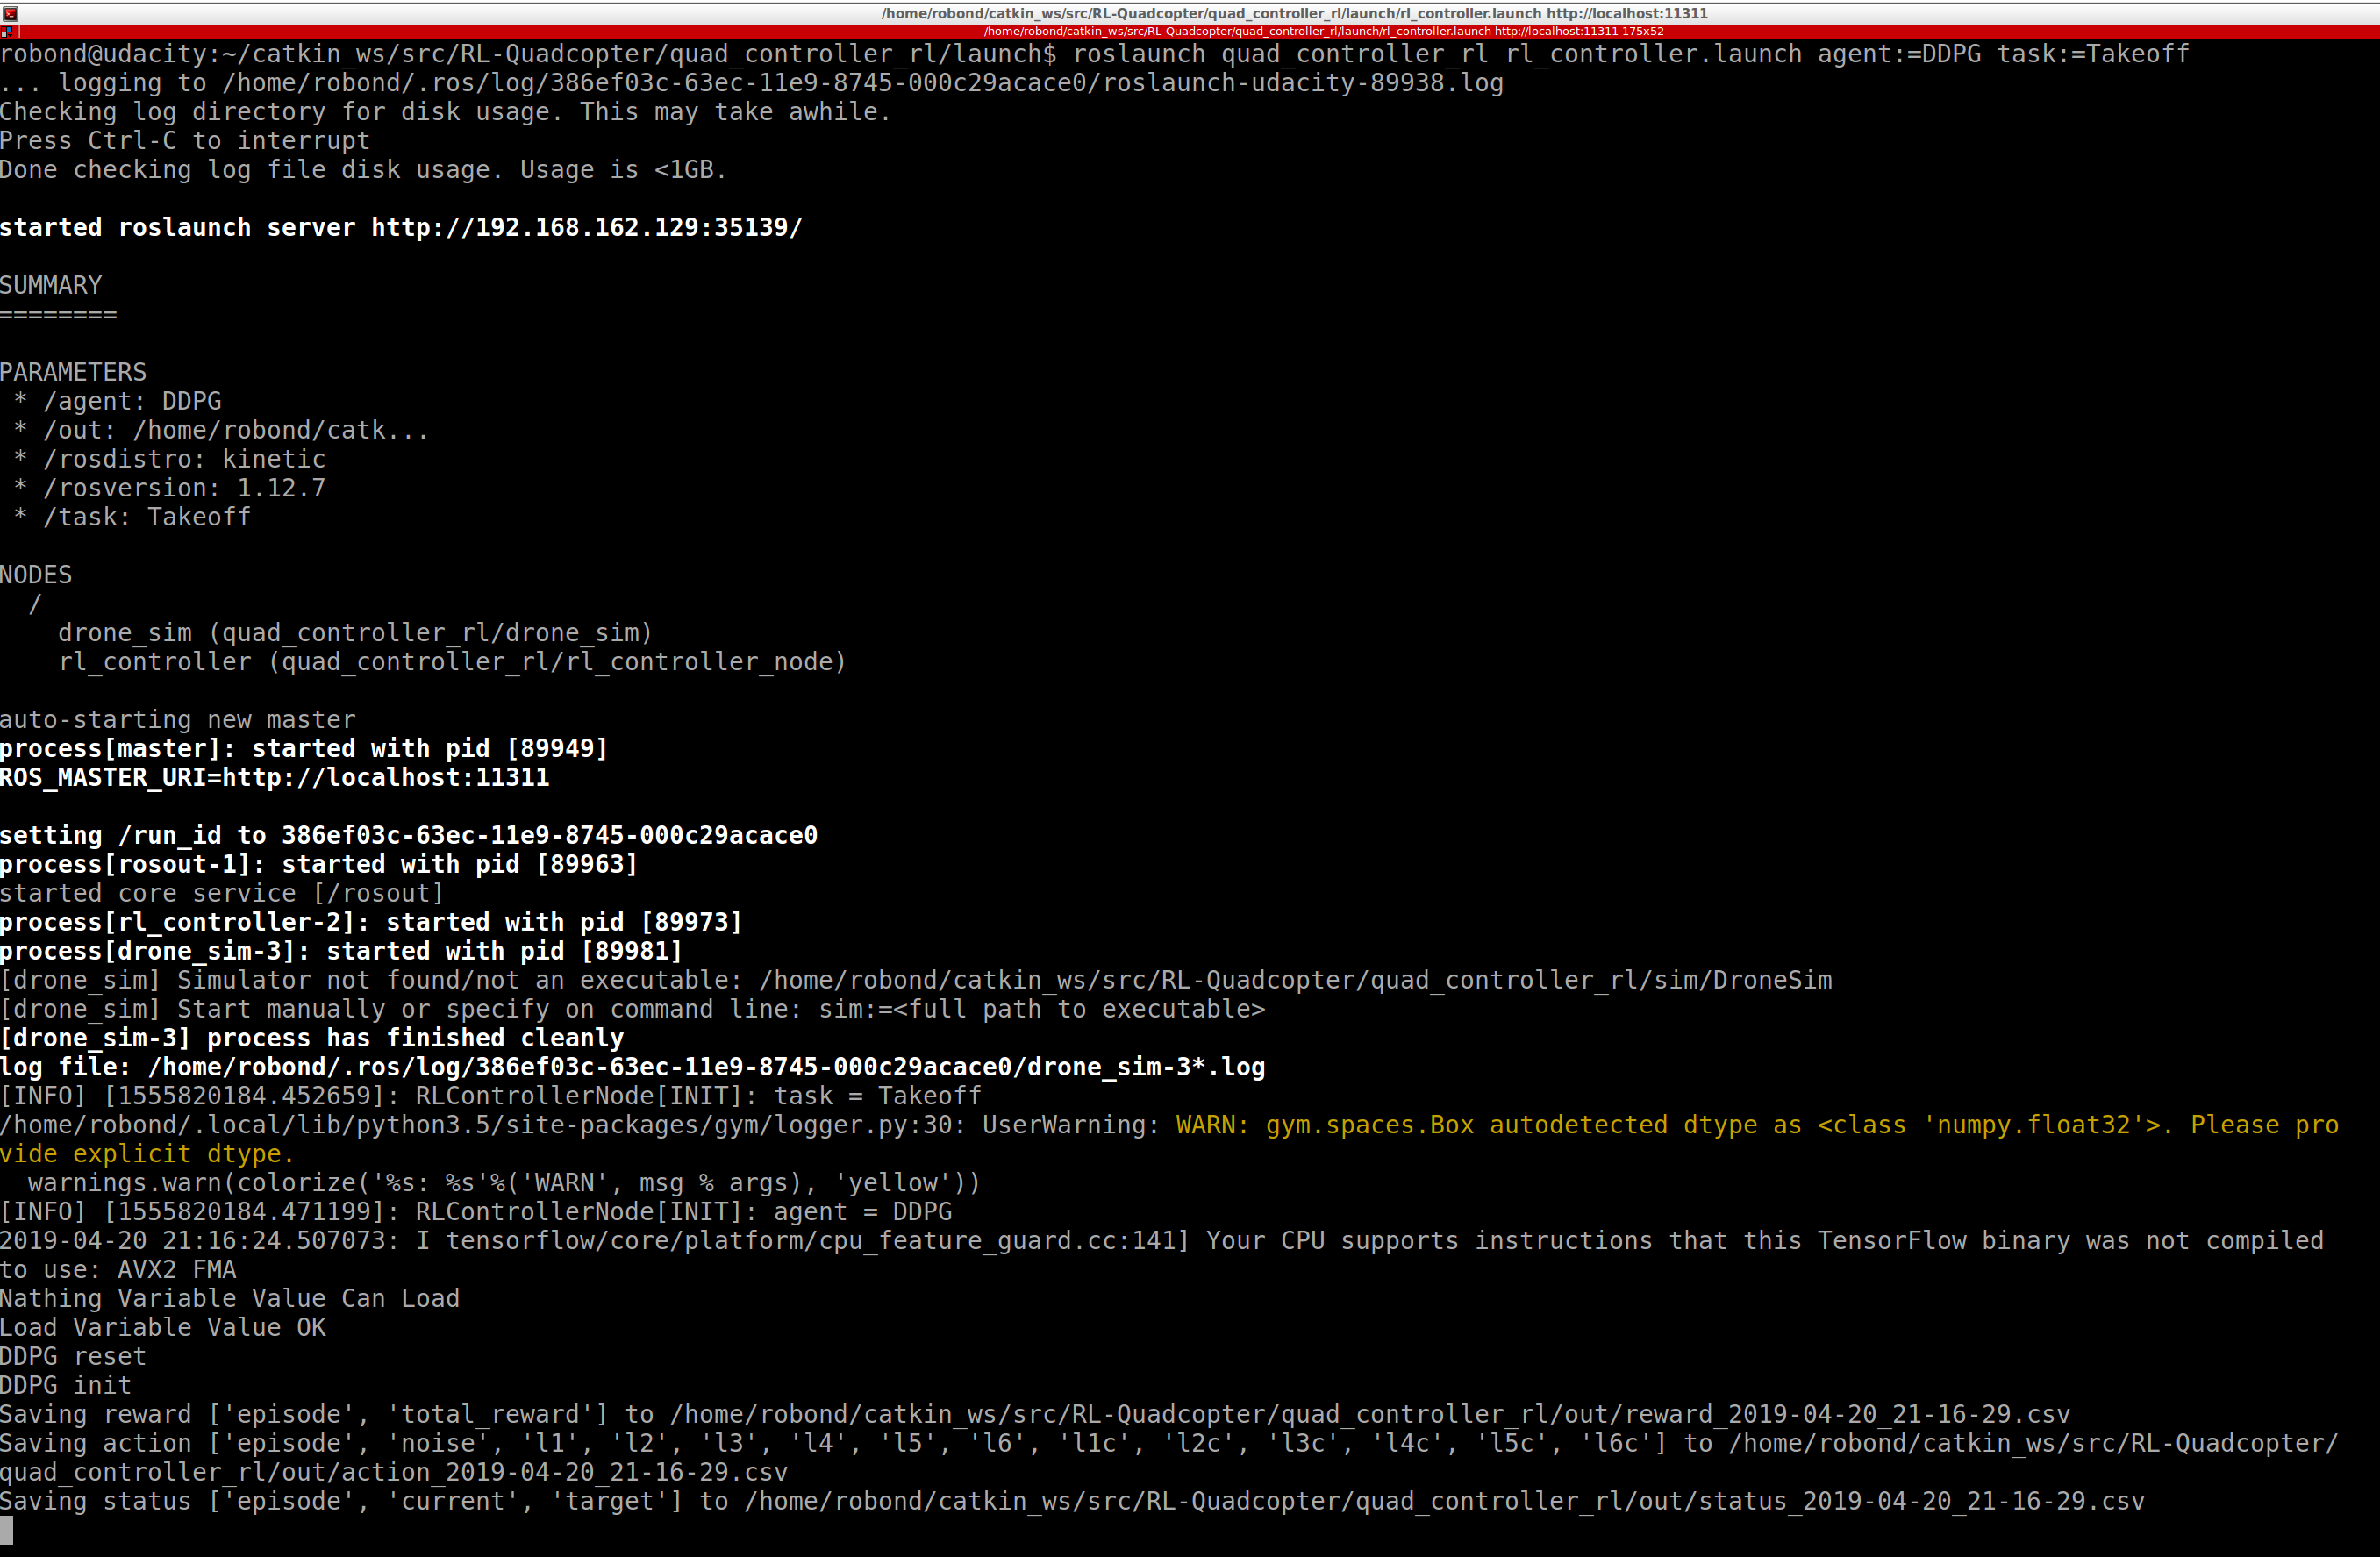 /home/robond/catkin_ws/src/RL-Quadcopter/quad_controller_rl/launch/rl_controller.launch http://localhost:11311
/home/robond/catkin_ws/src/RL-Quadcopter/quad_controller_rl/launch/rl_controller.launch http://localhost:11311 175x52
robond@udacity:~/catkin_ws/src/RL-Quadcopter/quad_controller_rl/launch$ roslaunch quad_controller_rl rl_controller.launch agent:=DDPG task:=Takeoff
... logging to /home/robond/.ros/log/386ef03c-63ec-11e9-8745-000c29acace0/roslaunch-udacity-89938.log
Checking log directory for disk usage. This may take awhile.
Press Ctrl-C to interrupt
Done checking log file disk usage. Usage is <1GB.

started roslaunch server http://192.168.162.129:35139/

SUMMARY
========

PARAMETERS
 * /agent: DDPG
 * /out: /home/robond/catk...
 * /rosdistro: kinetic
 * /rosversion: 1.12.7
 * /task: Takeoff

NODES
  /
    drone_sim (quad_controller_rl/drone_sim)
    rl_controller (quad_controller_rl/rl_controller_node)

auto-starting new master
process[master]: started with pid [89949]
ROS_MASTER_URI=http://localhost:11311

setting /run_id to 386ef03c-63ec-11e9-8745-000c29acace0
process[rosout-1]: started with pid [89963]
started core service [/rosout]
process[rl_controller-2]: started with pid [89973]
process[drone_sim-3]: started with pid [89981]
[drone_sim] Simulator not found/not an executable: /home/robond/catkin_ws/src/RL-Quadcopter/quad_controller_rl/sim/DroneSim
[drone_sim] Start manually or specify on command line: sim:=<full path to executable>
[drone_sim-3] process has finished cleanly
log file: /home/robond/.ros/log/386ef03c-63ec-11e9-8745-000c29acace0/drone_sim-3*.log
[INFO] [1555820184.452659]: RLControllerNode[INIT]: task = Takeoff
/home/robond/.local/lib/python3.5/site-packages/gym/logger.py:30: UserWarning: WARN: gym.spaces.Box autodetected dtype as <class 'numpy.float32'>. Please pro
vide explicit dtype.
  warnings.warn(colorize('%s: %s'%('WARN', msg % args), 'yellow'))
[INFO] [1555820184.471199]: RLControllerNode[INIT]: agent = DDPG
2019-04-20 21:16:24.507073: I tensorflow/core/platform/cpu_feature_guard.cc:141] Your CPU supports instructions that this TensorFlow binary was not compiled
to use: AVX2 FMA
Nathing Variable Value Can Load
Load Variable Value OK
DDPG reset
DDPG init
Saving reward ['episode', 'total_reward'] to /home/robond/catkin_ws/src/RL-Quadcopter/quad_controller_rl/out/reward_2019-04-20_21-16-29.csv
Saving action ['episode', 'noise', 'l1', 'l2', 'l3', 'l4', 'l5', 'l6', 'l1c', 'l2c', 'l3c', 'l4c', 'l5c', 'l6c'] to /home/robond/catkin_ws/src/RL-Quadcopter/
quad_controller_rl/out/action_2019-04-20_21-16-29.csv
Saving status ['episode', 'current', 'target'] to /home/robond/catkin_ws/src/RL-Quadcopter/quad_controller_rl/out/status_2019-04-20_21-16-29.csv